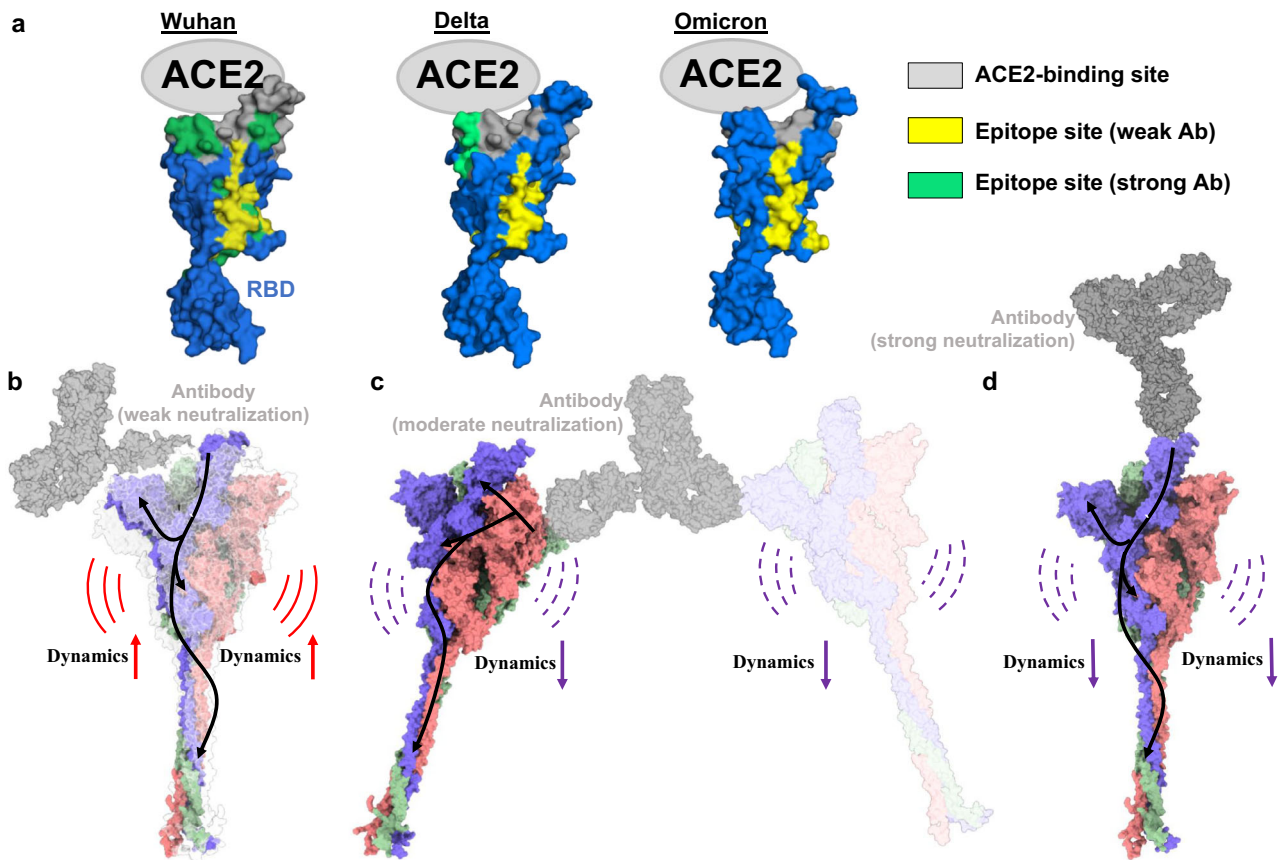 a
Wuhan
Delta
Omicron
ACE2
ACE2
ACE2
ACE2-binding site
Epitope site (weak Ab)
Epitope site (strong Ab)
RBD
b
Antibody
(weak neutralization)
Dynamics
Dynamics
c
Antibody
(moderate neutralization)
Dynamics
Dynamics
Antibody
(strong neutralization)
d
Dynamics
Dynamics